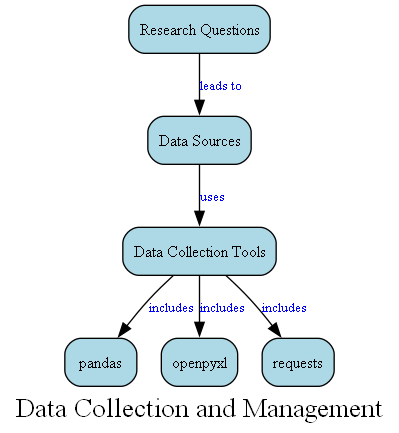 Research Questions
leads to
Data Sources
uses
Data Collection Tools
includes includes includes
pandas openpyxl requests
Data Collection and Management